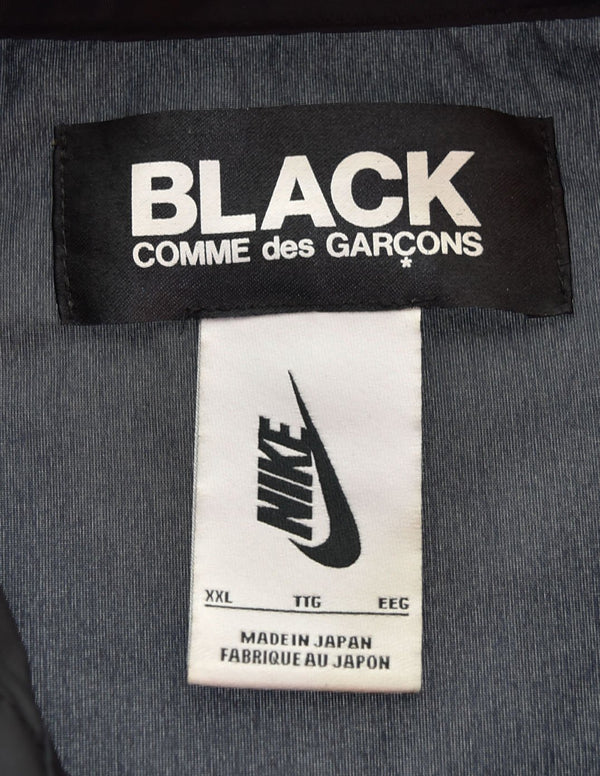 BLACK
COMME des GARÇONS
*
NIKE
XXL TTG EEG
MADE IN JAPAN
FABRIQUE AU JAPON